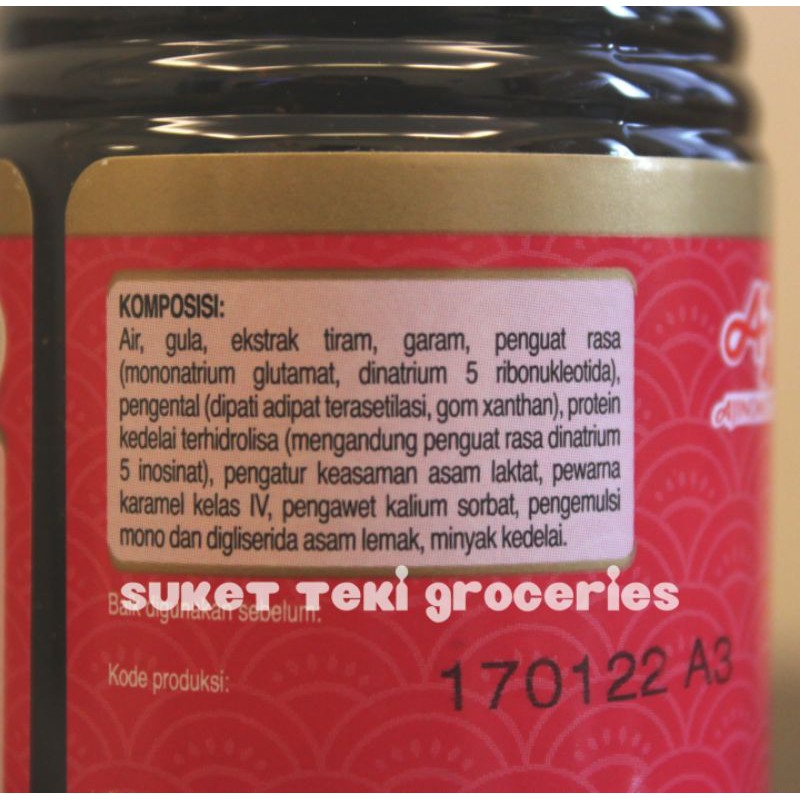 KOMPOSISI:
Air, gula, ekstrak tiram, garam, penguat rasa
(mononatrium glutamat, dinatrium 5 ribonukleotida),
pengental (dipati adipat terasetilasi, gom xanthan), protein
kedelai terhidrolisa (mengandung penguat rasa dinatrium
5 inosinat), pengatur keasaman asam laktat, pewarna
karamel kelas IV, pengawet kalium sorbat, pengemulsi
mono dan digliserida asam lemak, minyak kedelai.
SUKET TEKI GROCERIES
Baik digunakan sebelum:
Kode produksi:
170122 A3